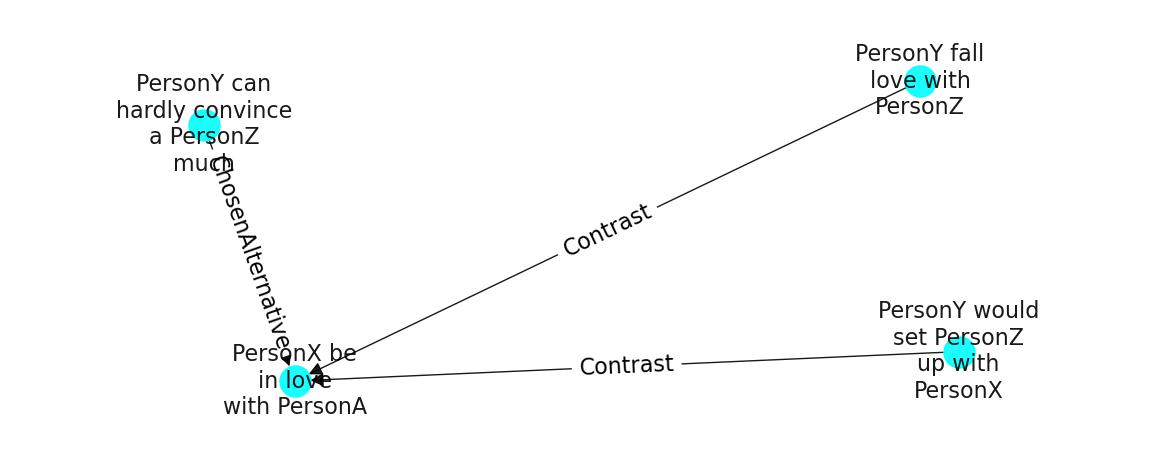 PersonY fall
love with
PersonZ
PersonY can
hardly convince
a PersonZ
much
ChosenAlternative
Contrast
PersonY would
set PersonZ
up with
PersonX
Contrast
PersonX be
in love
with PersonA